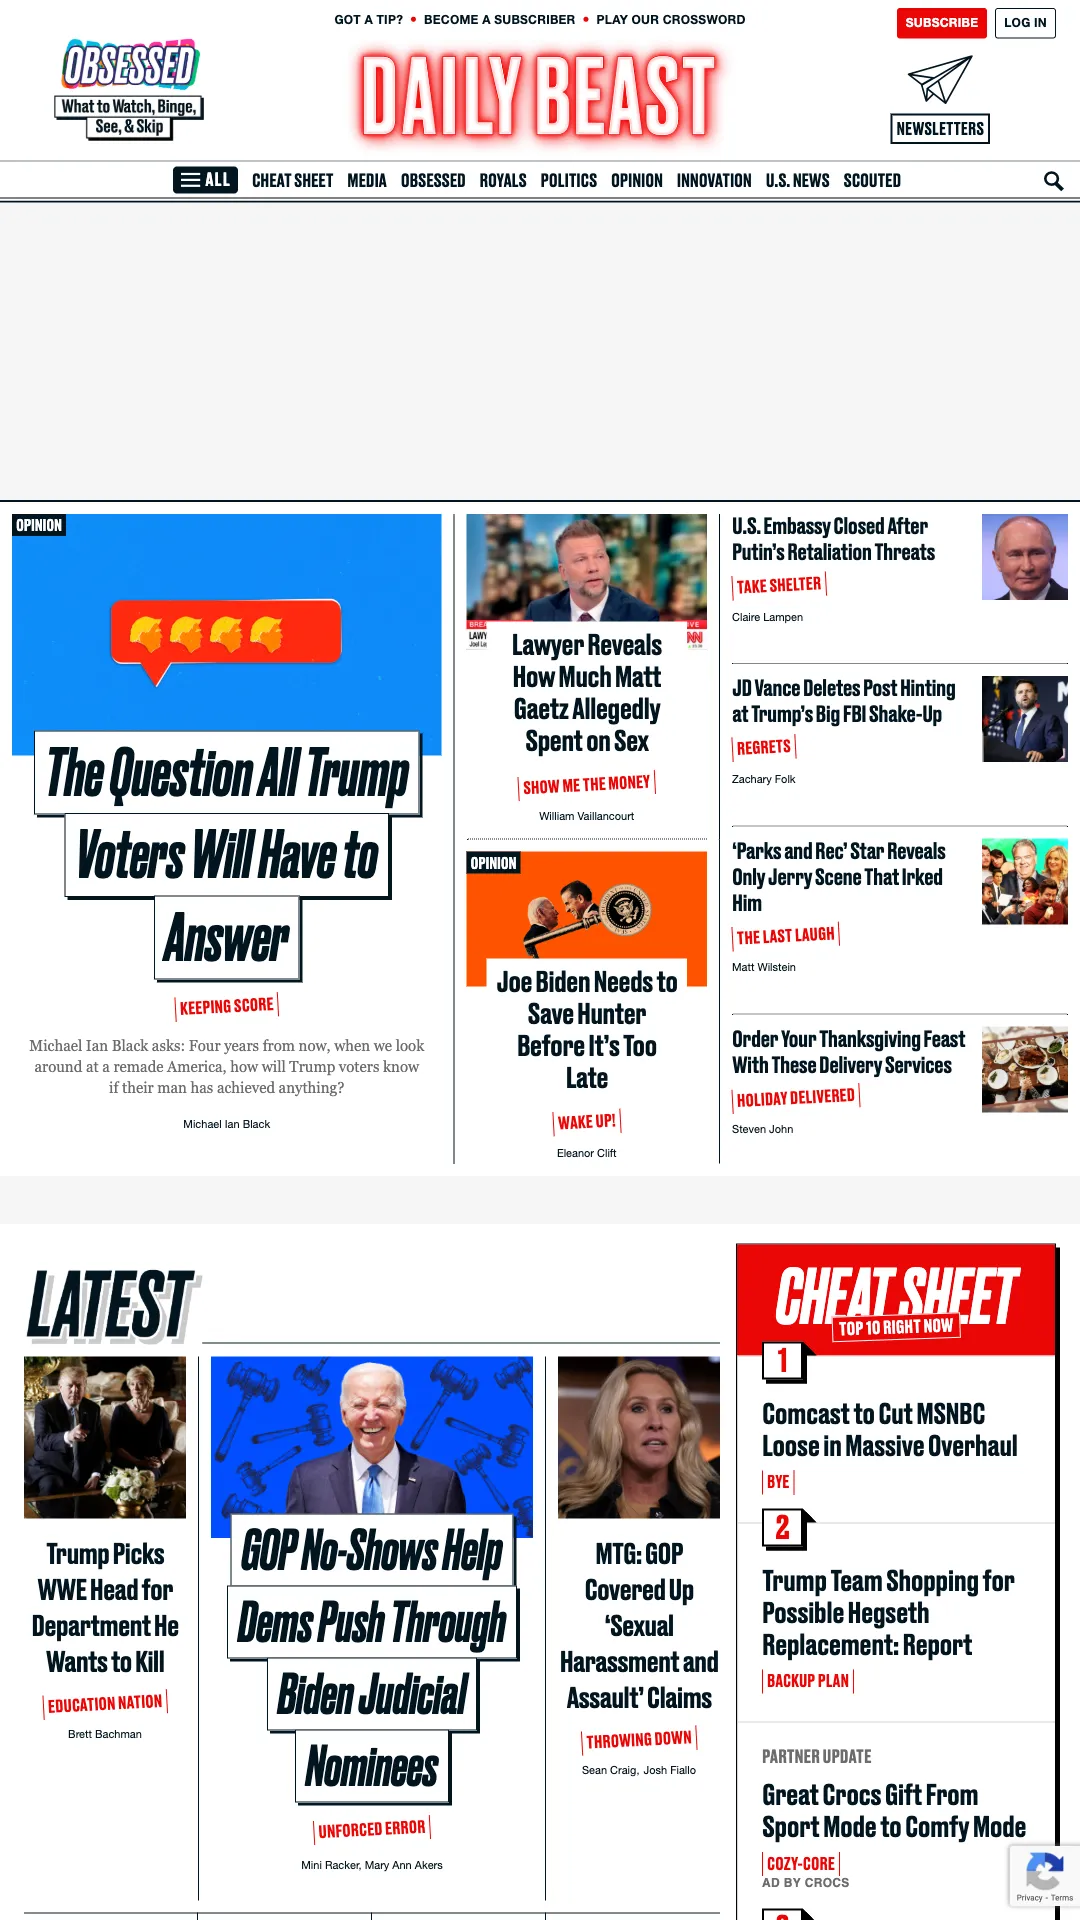 GOT A TIP? • BECOME A SUBSCRIBER • PLAY OUR CROSSWORD
SUBSCRIBE
LOG IN
OBSESSED
What to Watch, Binge,
See, & Skip
DAILY BEAST
NEWSLETTERS
ALL
CHEAT SHEET
MEDIA
OBSESSED
ROYALS
POLITICS
OPINION
INNOVATION
U.S. NEWS
SCOUTED
OPINION
The Question All Trump
Voters Will Have to
Answer
KEEPING SCORE
Michael Ian Black asks: Four years from now, when we look
around at a remade America, how will Trump voters know
if their man has achieved anything?
Michael Ian Black
Lawyer Reveals
How Much Matt
Gaetz Allegedly
Spent on Sex
SHOW ME THE MONEY
William Vaillancourt
OPINION
Joe Biden Needs to
Save Hunter
Before It's Too
Late
WAKE UP!
Eleanor Clift
U.S. Embassy Closed After
Putin's Retaliation Threats
TAKE SHELTER
Claire Lampen
JD Vance Deletes Post Hinting
at Trump's Big FBI Shake-Up
REGRETS
Zachary Folk
'Parks and Rec' Star Reveals
Only Jerry Scene That Irked
Him
THE LAST LAUGH
Matt Wilstein
Order Your Thanksgiving Feast
With These Delivery Services
HOLIDAY DELIVERED
Steven John
LATEST
Trump Picks
WWE Head for
Department He
Wants to Kill
EDUCATION NATION
Brett Bachman
GOP No-Shows Help
Dems Push Through
Biden Judicial
Nominees
UNFORCED ERROR
Mini Racker, Mary Ann Akers
MTG: GOP
Covered Up
'Sexual
Harassment and
Assault' Claims
THROWING DOWN
Sean Craig, Josh Fiallo
CHEAT SHEET
TOP 10 RIGHT NOW
1
Comcast to Cut MSNBC
Loose in Massive Overhaul
BYE
2
Trump Team Shopping for
Possible Hegseth
Replacement: Report
BACKUP PLAN
PARTNER UPDATE
Great Crocs Gift From
Sport Mode to Comfy Mode
COZY-CORE
AD BY CROCS
Privacy - Terms